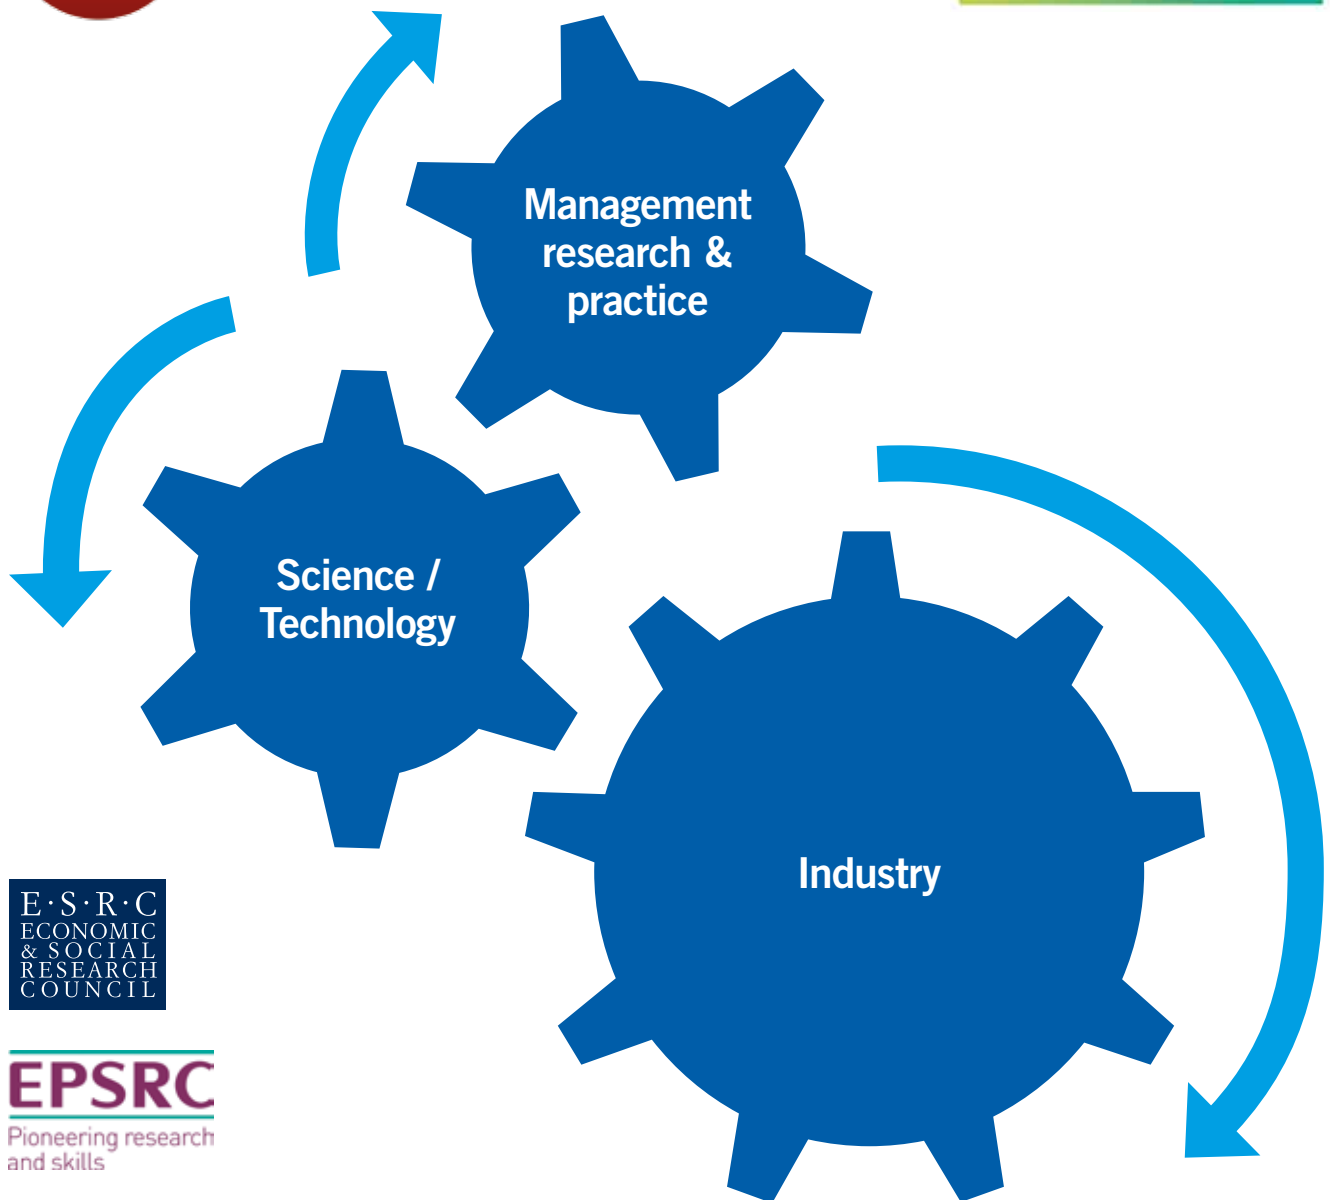 Management
research &
practice
Science /
Technology
Industry
E·S·R·C
ECONOMIC
& SOCIAL
RESEARCH
COUNCIL
EPSRC
Pioneering research
and skills